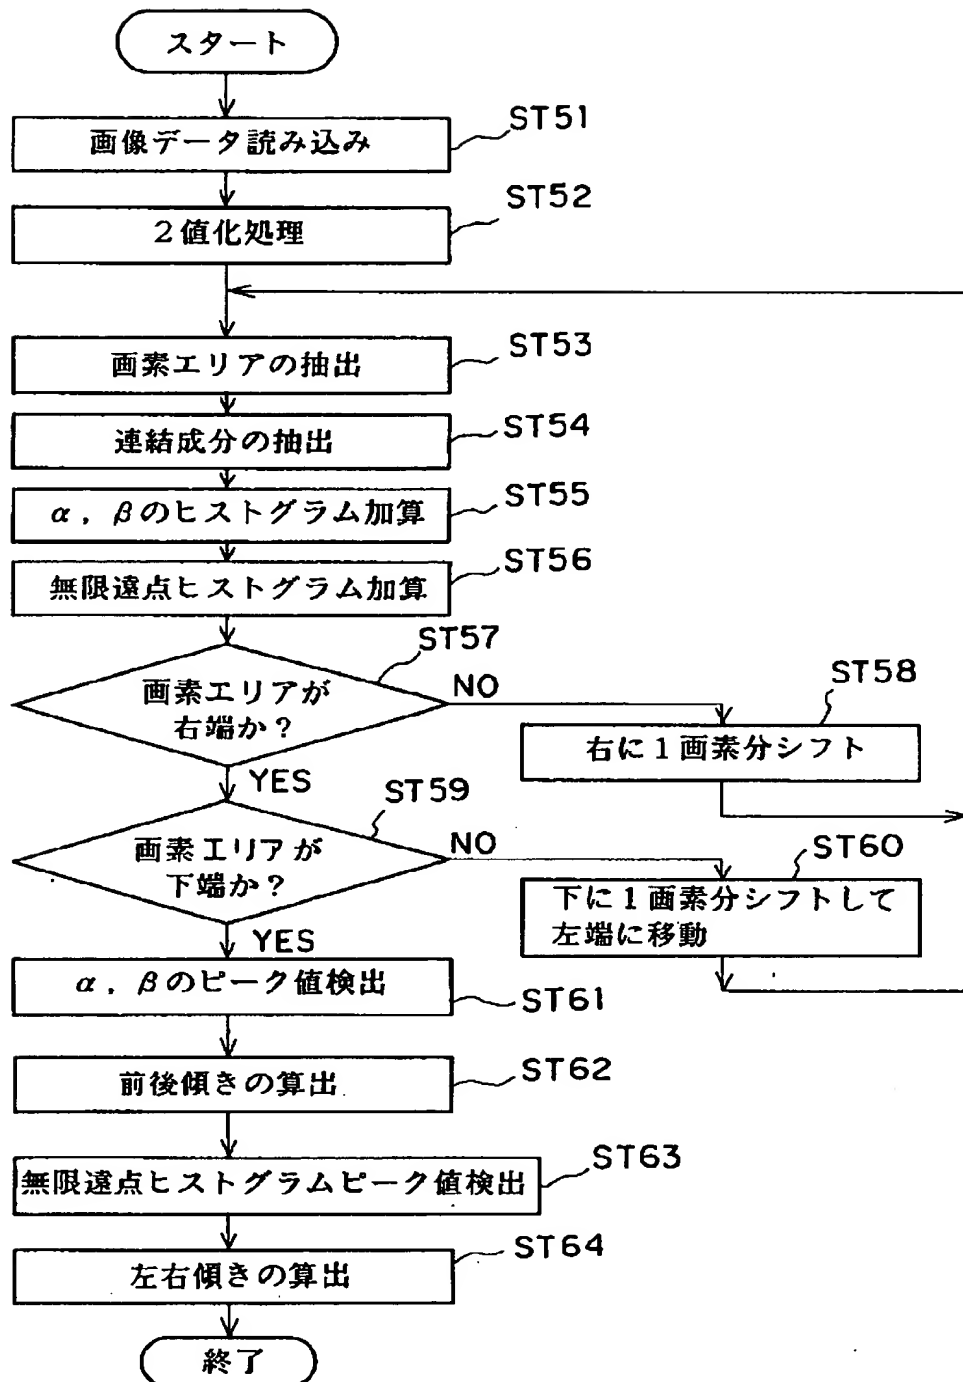 スタート
画像データ読み込み
ST51
2値化処理
ST52
画素エリアの抽出
ST53
連結成分の抽出
ST54
α，βのヒストグラム加算
ST55
無限遠点ヒストグラム加算
ST56
画素エリアが
右端か？
ST57
NO
YES
右に1画素分シフト
ST58
画素エリアが
下端か？
ST59
NO
YES
下に1画素分シフトして
左端に移動
ST60
α，βのピーク値検出
ST61
前後傾きの算出
ST62
無限遠点ヒストグラムピーク値検出
ST63
左右傾きの算出
ST64
終了